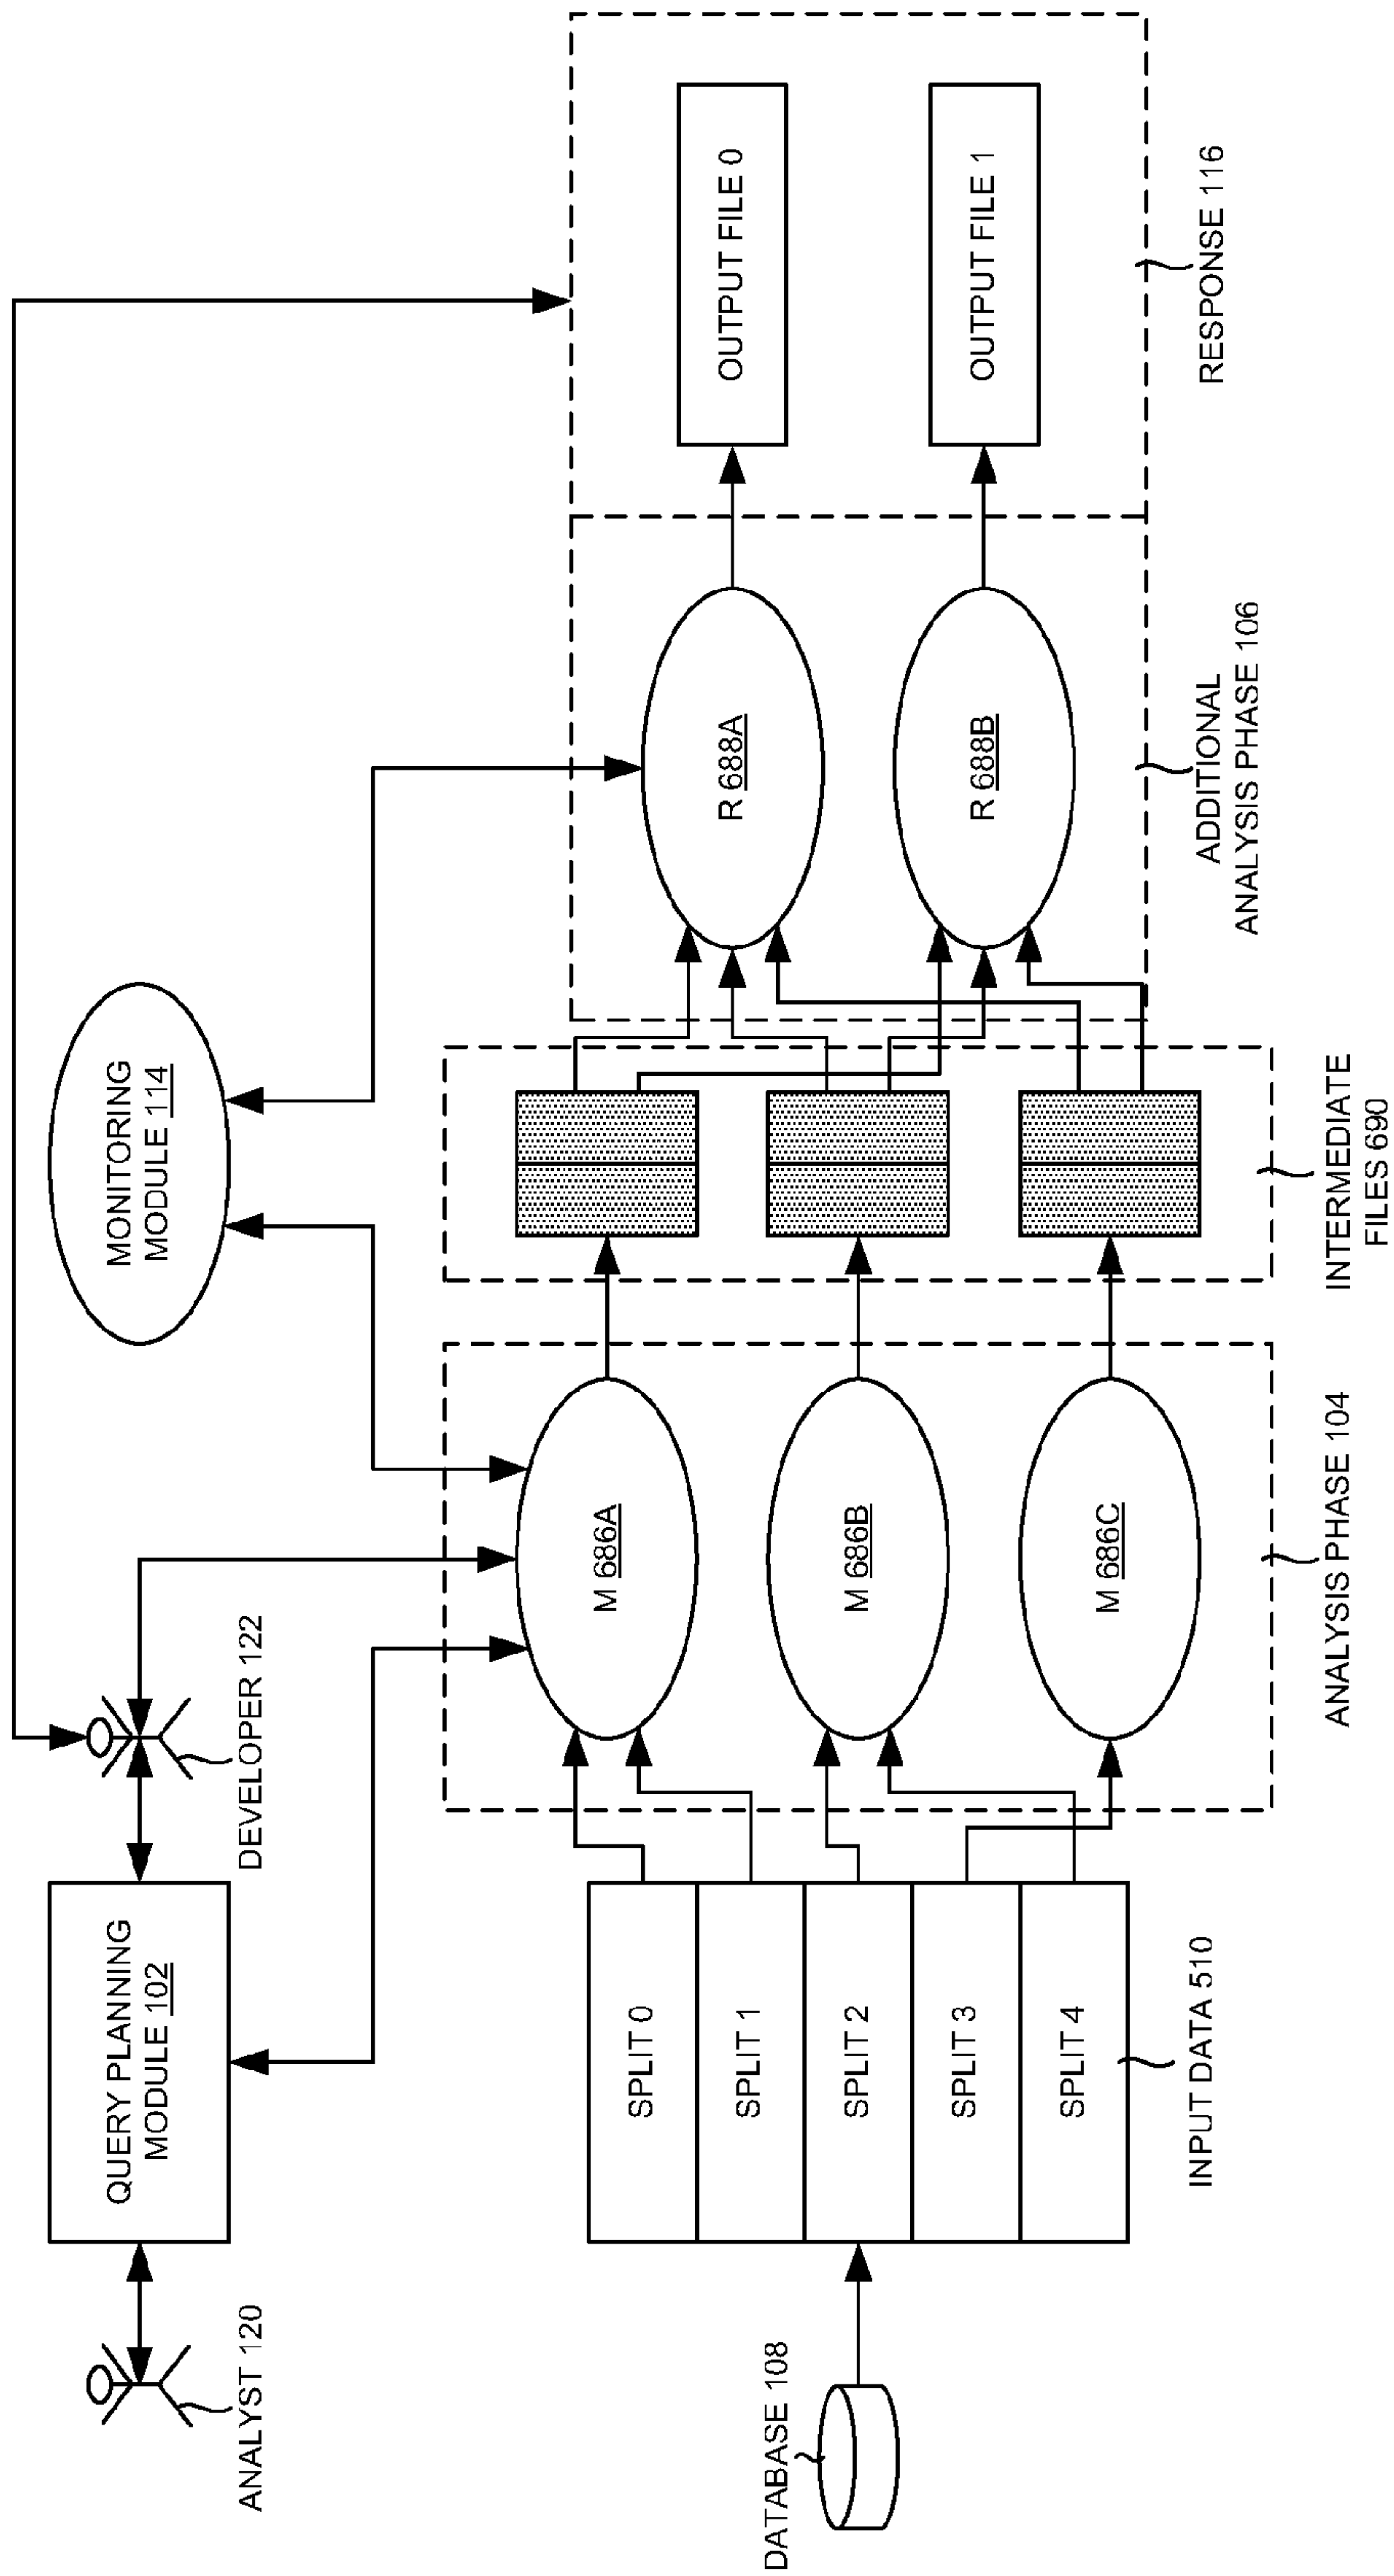 ANALYST 120
QUERY PLANNING
MODULE 102
DEVELOPER 122
MONITORING
MODULE 114
DATABASE 108
SPLIT 0
SPLIT 1
SPLIT 2
SPLIT 3
SPLIT 4
INPUT DATA 510
M 686A
M 686B
M 686C
ANALYSIS PHASE 104
INTERMEDIATE
FILES 690
R 688A
R 688B
ADDITIONAL
ANALYSIS PHASE 106
OUTPUT FILE 0
OUTPUT FILE 1
RESPONSE 116